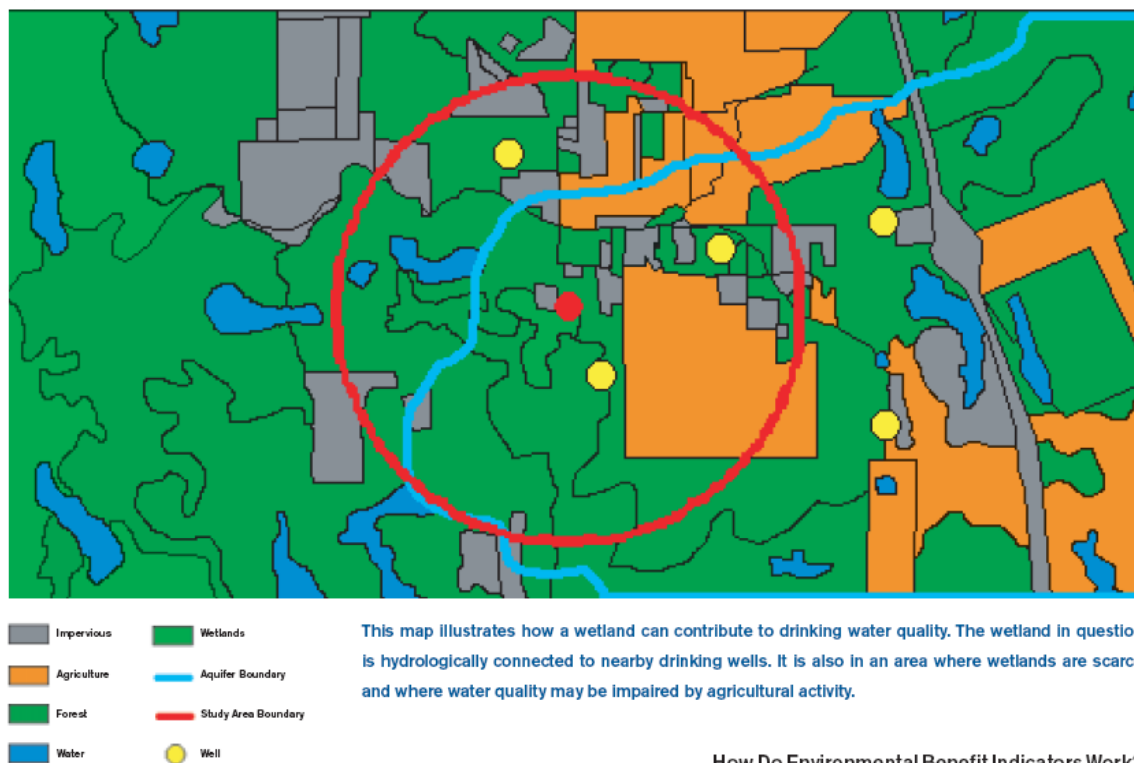 Impervious
Wetlands
Agriculture
Aquifer Boundary
Forest
Study Area Boundary
Water
Well
This map illustrates how a wetland can contribute to drinking water quality. The wetland in questio
is hydrologically connected to nearby drinking wells. It is also in an area where wetlands are scarc
and where water quality may be impaired by agricultural activity.
How Do Environmental Benefit Indicators Work